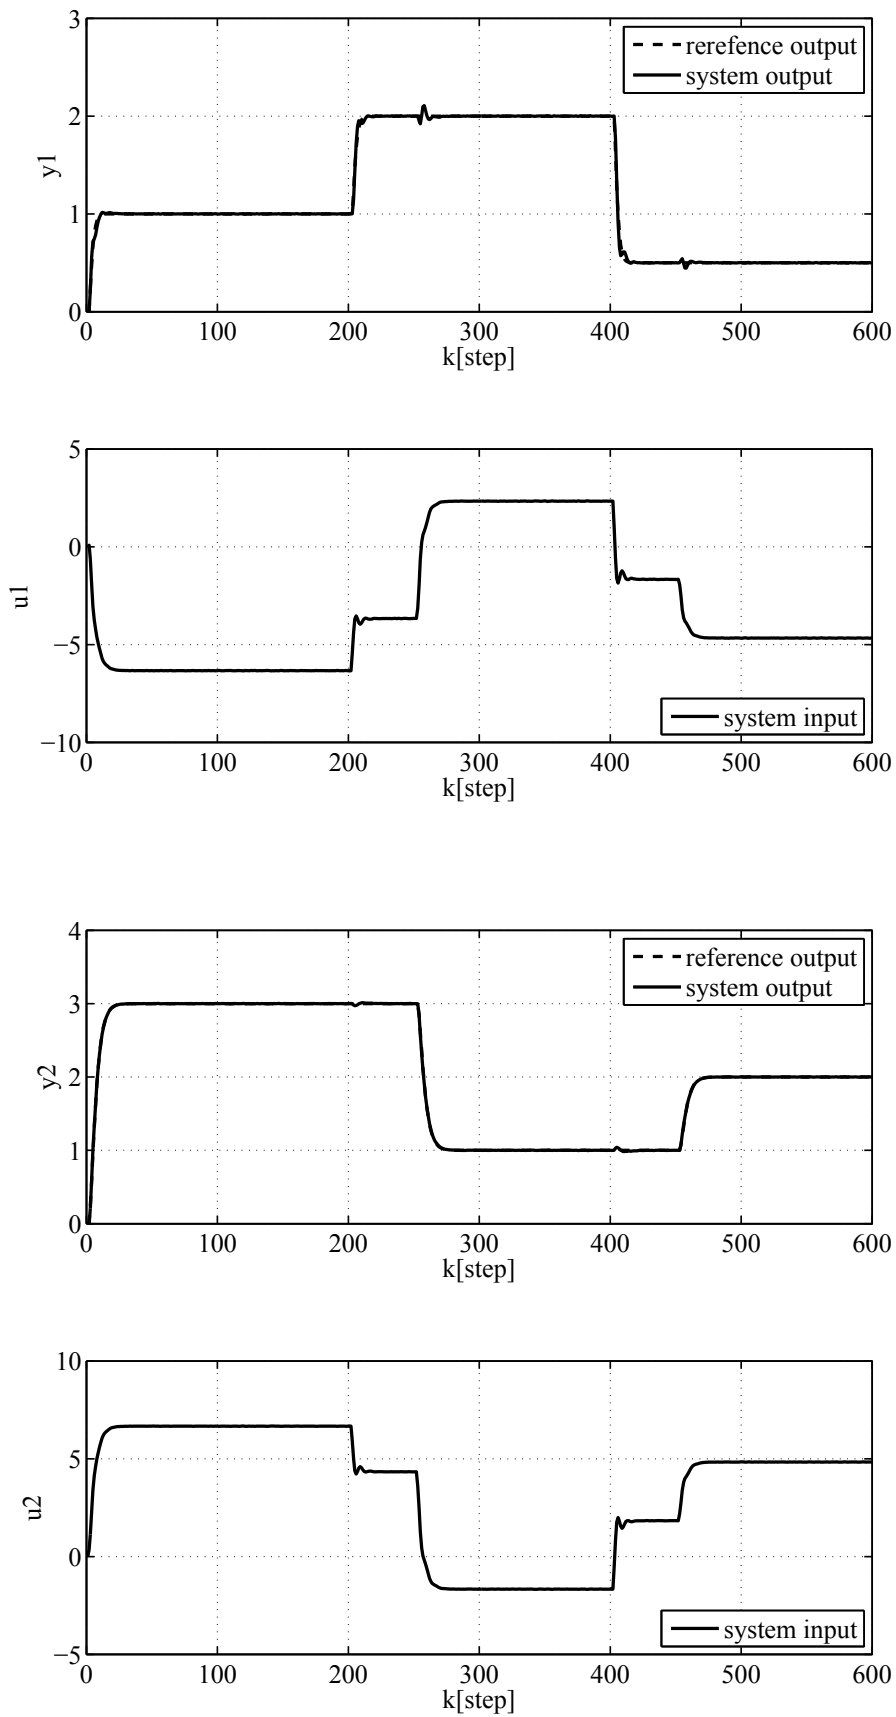 3
rerefence output
system output
2
y1
1
0
0 100 200 300 400 500 600
k[step]
5
0
u1
−5
system input
−10
0 100 200 300 400 500 600
k[step]
4
reference output
system output
3
y2
2
1
0
0 100 200 300 400 500 600
k[step]
10
5
u2
0
system input
−5
0 100 200 300 400 500 600
k[step]